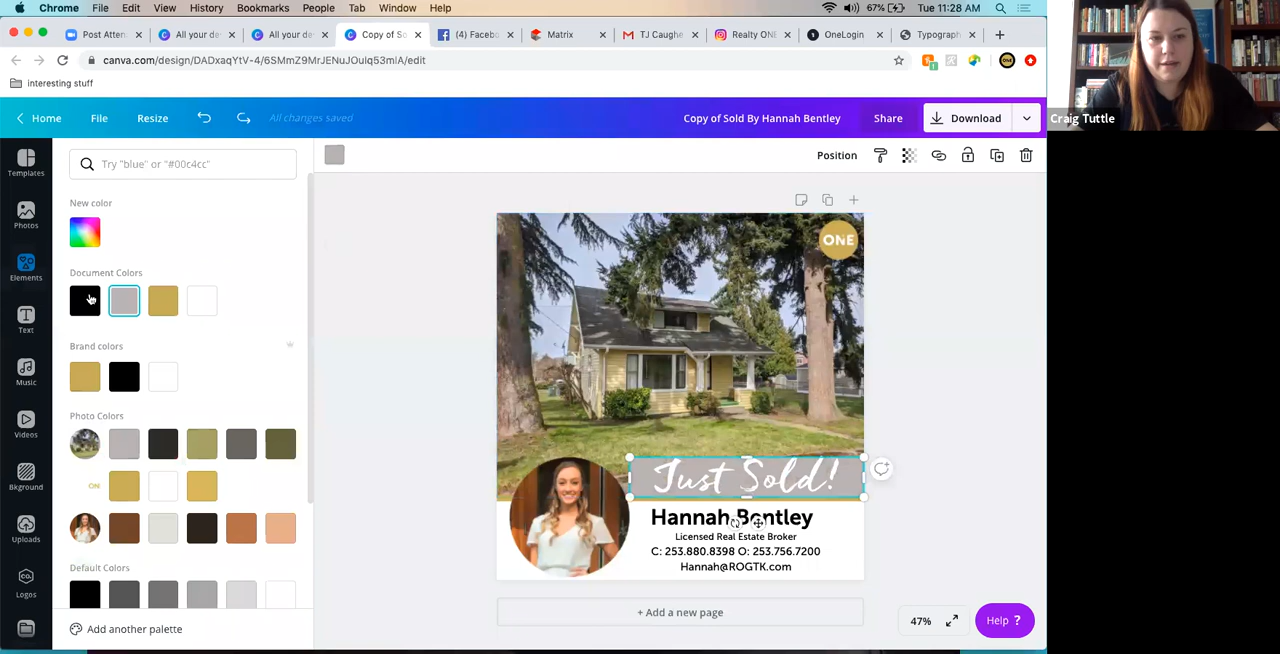 Chrome File Edit View History Bookmarks People Tab Window Help 67% Tue 11:28 AM
Post Atten All your de All your de Copy of So (4) Facebo Matrix TJ Caughe Realty ONE OneLogin Typograph
canva.com/design/DADxaqYtV-4/6SMmZ9MrJENuJOulq53mlA/edit
interesting stuff
Home File Resize All changes saved Copy of Sold By Hannah Bentley Share Download
Craig Tuttle
Templates
Photos
Elements
Text
Music
Videos
Bkground
Uploads
CO.
Logos
Try "blue" or "#00c4cc"
New color
Document Colors
Brand colors
Photo Colors
ON
Default Colors
Add another palette
Position
ONE
Just Sold!
Hannah Bentley
Licensed Real Estate Broker
C: 253.880.8398 O: 253.756.7200
Hannah@ROGTK.com
+ Add a new page
47%
Help ?